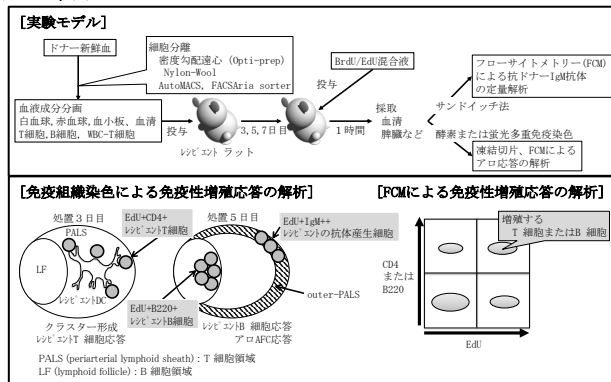 [実験モデル]
ドナー新鮮血
細胞分離
密度勾配遠心 (Opti-prep)
Nylon-Wool
AutoMACS, FACSAria sorter
血液成分分画
白血球, 赤血球, 血小板, 血清
T細胞, B細胞, WBC-T細胞
投与
レシピエント ラット
3,5,7日目
BrdU/EdU混合液
投与
1時間
採取
血清
脾臓など
サンドイッチ法
フローサイトメトリー(FCM)
による抗ドナーIgM抗体
の定量解析
酵素または蛍光多重免疫染色
凍結切片、FCMによる
アロ応答の解析
[免疫組織染色による免疫性増殖応答の解析]
処置3日目
PALS
LF
レシピエントDC
EdU+CD4+
レシピエントT細胞
クラスター形成
レシピエントT 細胞応答
処置5日目
EdU+IgM++
レシピエントの抗体産生細胞
EdU+B220+
レシピエントB細胞
outer-PALS
レシピエントB 細胞応答
アロAFC応答
PALS (periarterial lymphoid sheath) : T 細胞領域
LF (lymphoid follicle) : B 細胞領域
[FCMによる免疫性増殖応答の解析]
増殖する
T 細胞またはB 細胞
CD4
または
B220
EdU